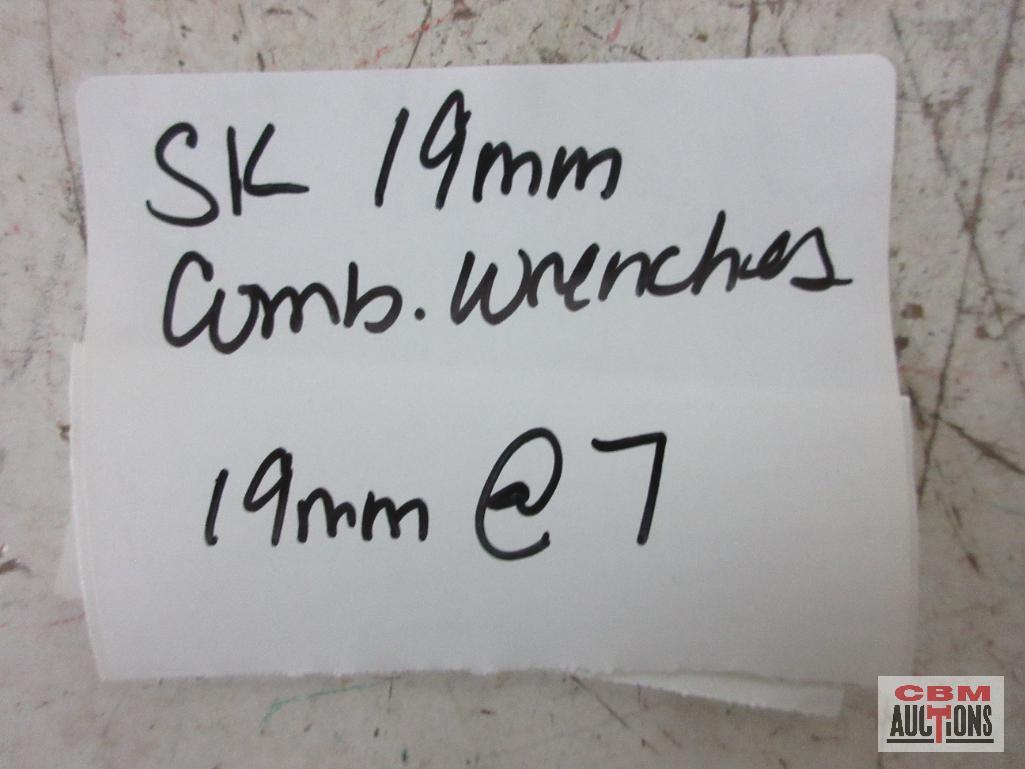 SK 19mm
Comb. Wrenches
19mm @ 7
CBM
AUCTIONS